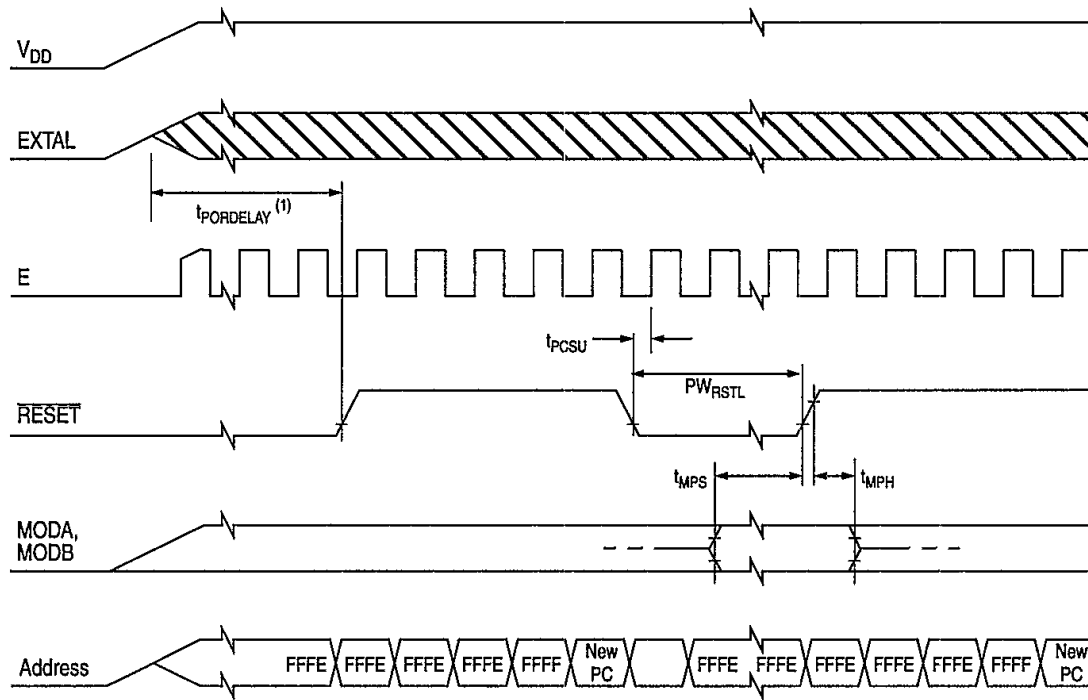 VDD
EXTAL
tPORDELAY (1)
E
tPCSU
PWRSTL
RESET
tMPS
tMPH
MODA,
MODB
Address
FFFE FFFE FFFE FFFE FFFF New PC FFFE FFFE FFFE FFFE FFFE FFFF New PC